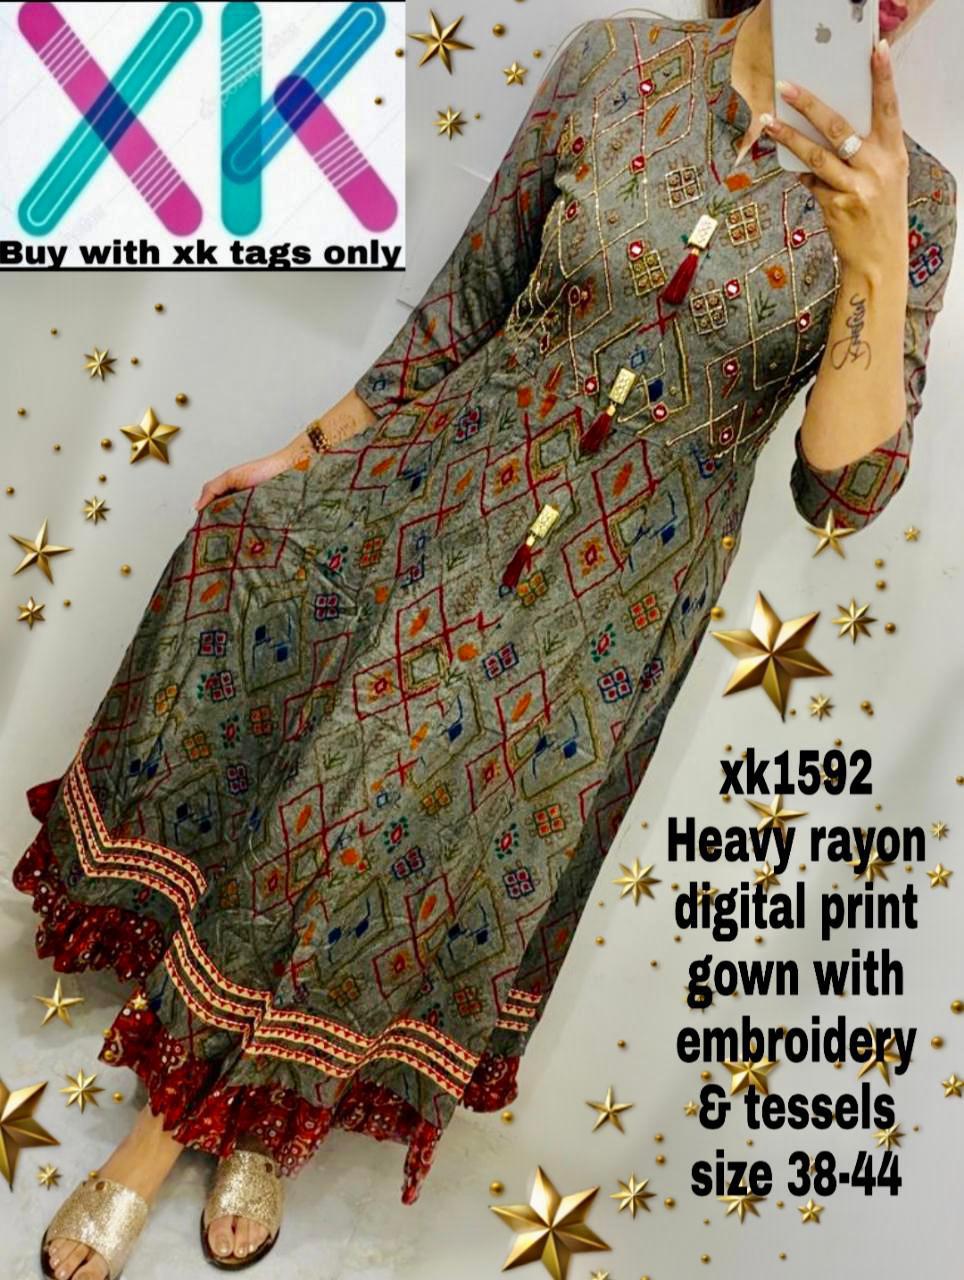 XK
Buy with xk tags only
xk1592
Heavy rayon
digital print
gown with
embroidery
& tessels
size 38-44